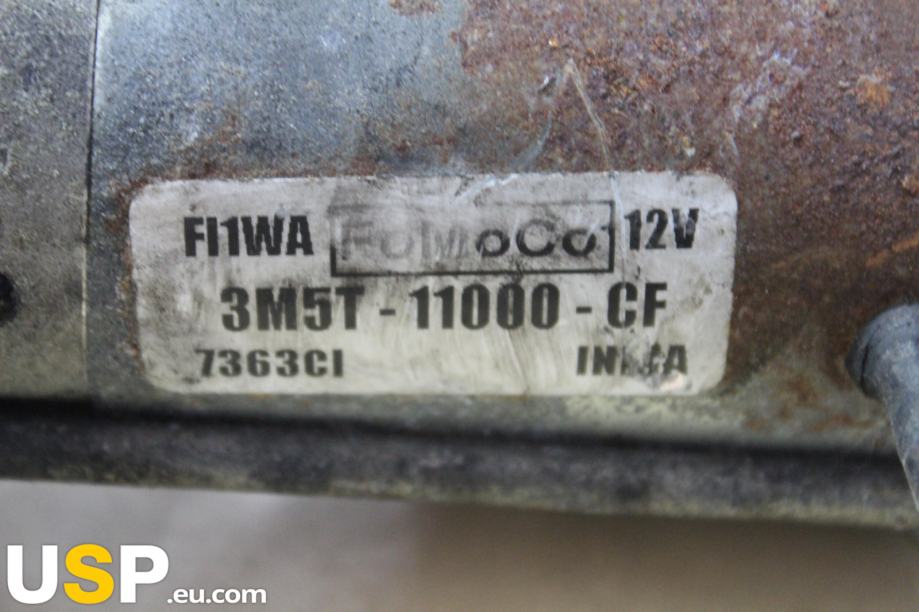 FI1WA FoMoCo 12V
3M5T - 11000 - CF
7363CI
USP.eu.com